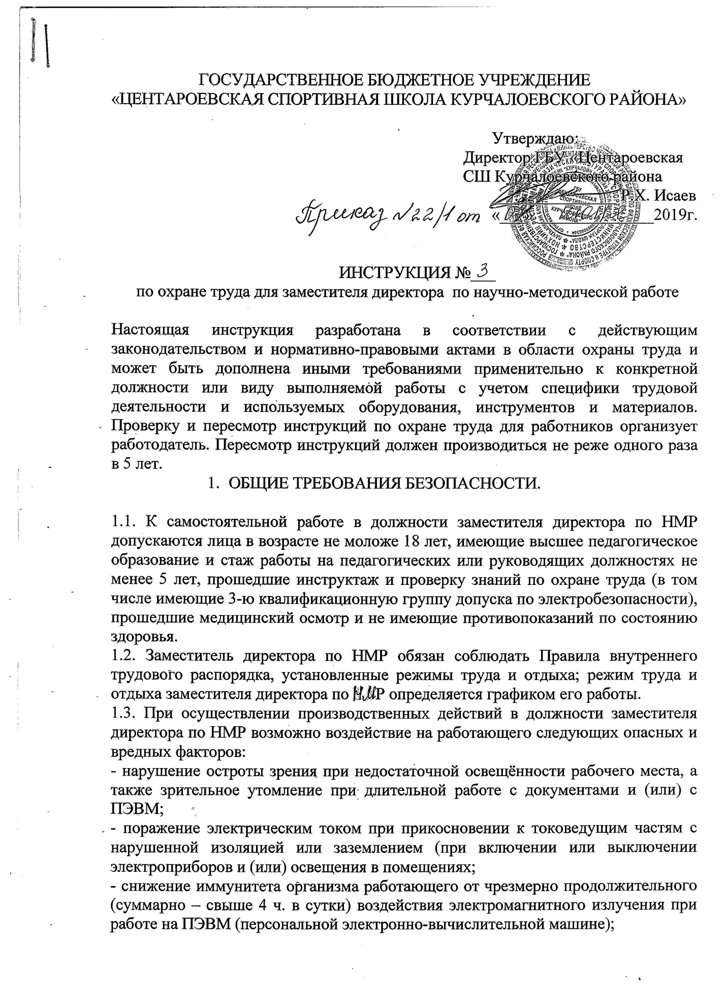 ГОСУДАРСТВЕННОЕ БЮДЖЕТНОЕ УЧРЕЖДЕНИЕ
«ЦЕНТАРОЕВСКАЯ СПОРТИВНАЯ ШКОЛА КУРЧАЛОЕВСКОГО РАЙОНА»
Утверждаю:
Директор ГБУ «Центароевская
СШ Курчалоевского района
Р.Х. Исаев
Приказ №22/1 от « » 2019г.
ГБУ
"ЦЕНТАРОЕВСКАЯ
СПОРТИВНАЯ
ШКОЛА
КУРЧАЛОЕВСКОГО
РАЙОНА"
ИНСТРУКЦИЯ № 3
по охране труда для заместителя директора по научно-методической работе
Настоящая инструкция разработана в соответствии с действующим
законодательством и нормативно-правовыми актами в области охраны труда и
может быть дополнена иными требованиями применительно к конкретной
должности или виду выполняемой работы с учетом специфики трудовой
деятельности и используемых оборудования, инструментов и материалов.
Проверку и пересмотр инструкций по охране труда для работников организует
работодатель. Пересмотр инструкций должен производиться не реже одного раза
в 5 лет.
1. ОБЩИЕ ТРЕБОВАНИЯ БЕЗОПАСНОСТИ.
1.1. К самостоятельной работе в должности заместителя директора по НМР
допускаются лица в возрасте не моложе 18 лет, имеющие высшее педагогическое
образование и стаж работы на педагогических или руководящих должностях не
менее 5 лет, прошедшие инструктаж и проверку знаний по охране труда (в том
числе имеющие 3-ю квалификационную группу допуска по электробезопасности),
прошедшие медицинский осмотр и не имеющие противопоказаний по состоянию
здоровья.
1.2. Заместитель директора по НМР обязан соблюдать Правила внутреннего
трудового распорядка, установленные режимы труда и отдыха; режим труда и
отдыха заместителя директора по НМР определяется графиком его работы.
1.3. При осуществлении производственных действий в должности заместителя
директора по НМР возможно воздействие на работающего следующих опасных и
вредных факторов:
- нарушение остроты зрения при недостаточной освещённости рабочего места, а
также зрительное утомление при длительной работе с документами и (или) с
ПЭВМ;
- поражение электрическим током при прикосновении к токоведущим частям с
нарушенной изоляцией или заземлением (при включении или выключении
электроприборов и (или) освещения в помещениях;
- снижение иммунитета организма работающего от чрезмерно продолжительного
(суммарно – свыше 4 ч. в сутки) воздействия электромагнитного излучения при
работе на ПЭВМ (персональной электронно-вычислительной машине);